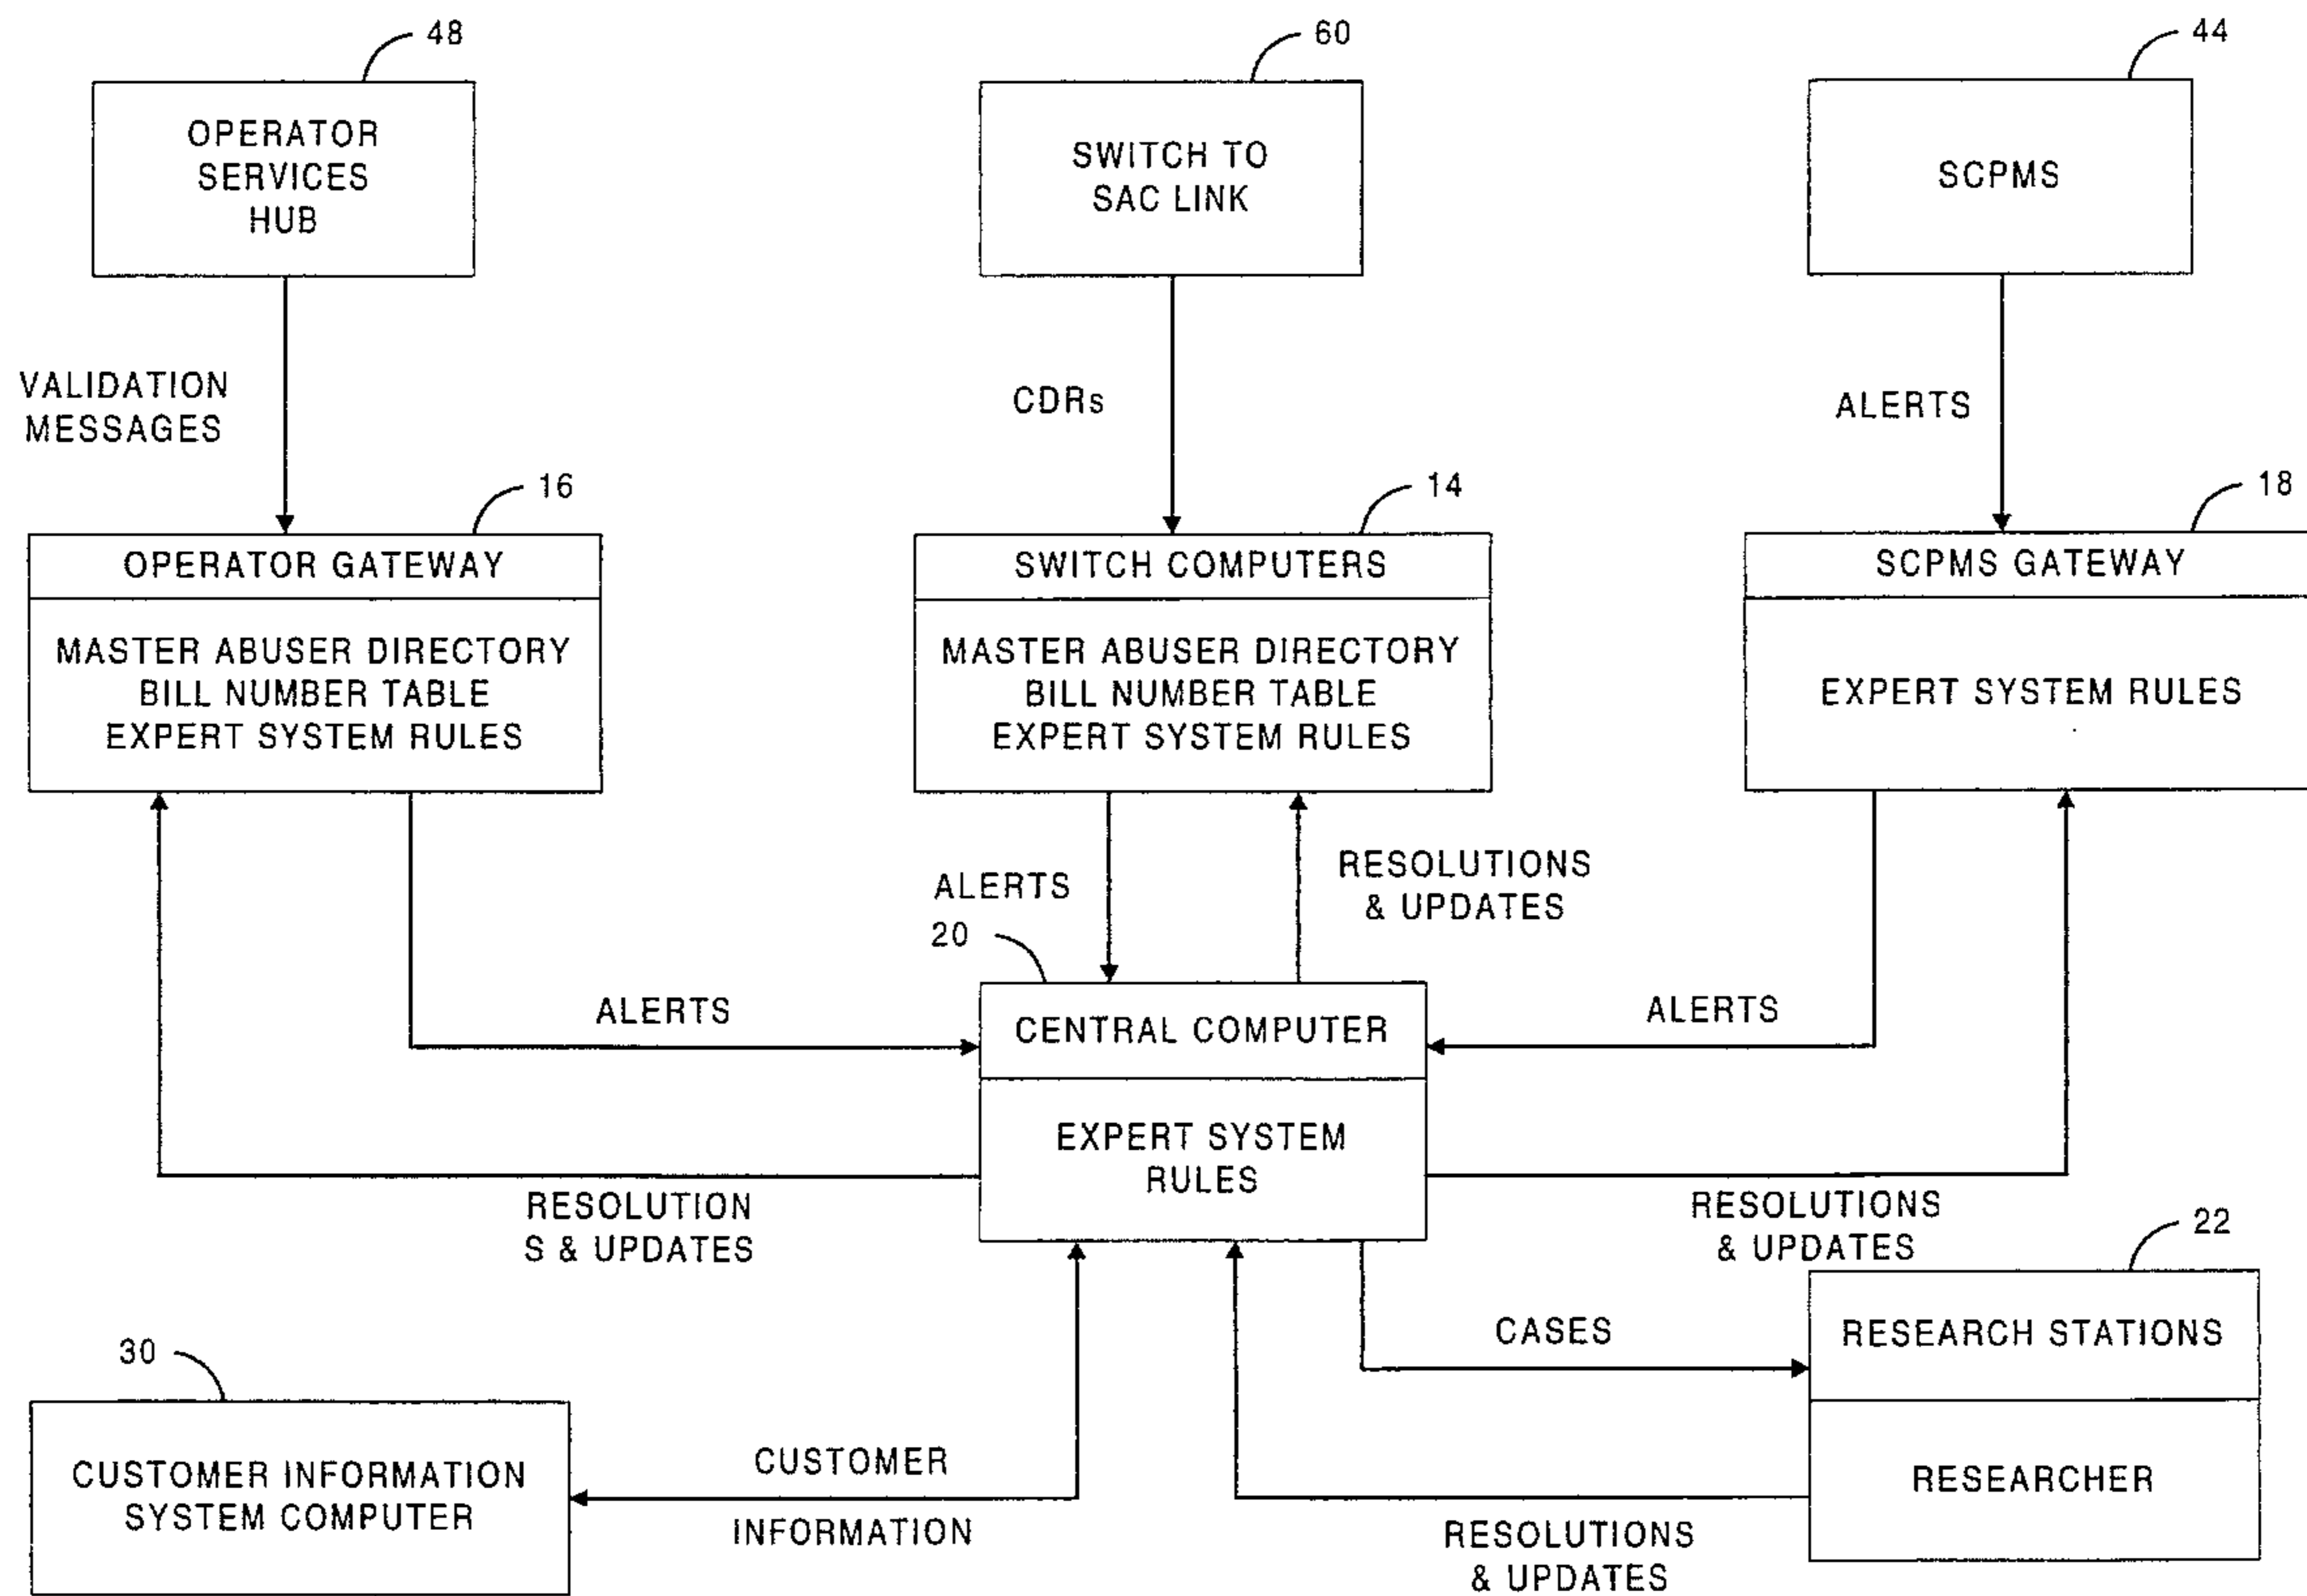 48
60
44
OPERATOR
SERVICES
HUB
SWITCH TO
SAC LINK
SCPMS
VALIDATION
MESSAGES
CDRs
ALERTS
16
14
18
OPERATOR GATEWAY
MASTER ABUSER DIRECTORY
BILL NUMBER TABLE
EXPERT SYSTEM RULES
SWITCH COMPUTERS
MASTER ABUSER DIRECTORY
BILL NUMBER TABLE
EXPERT SYSTEM RULES
SCPMS GATEWAY
EXPERT SYSTEM RULES
ALERTS
RESOLUTIONS
& UPDATES
20
ALERTS
CENTRAL COMPUTER
ALERTS
EXPERT SYSTEM
RULES
RESOLUTION
S & UPDATES
RESOLUTIONS
& UPDATES
22
CASES
RESEARCH STATIONS
RESEARCHER
30
CUSTOMER INFORMATION
SYSTEM COMPUTER
CUSTOMER
INFORMATION
RESOLUTIONS
& UPDATES